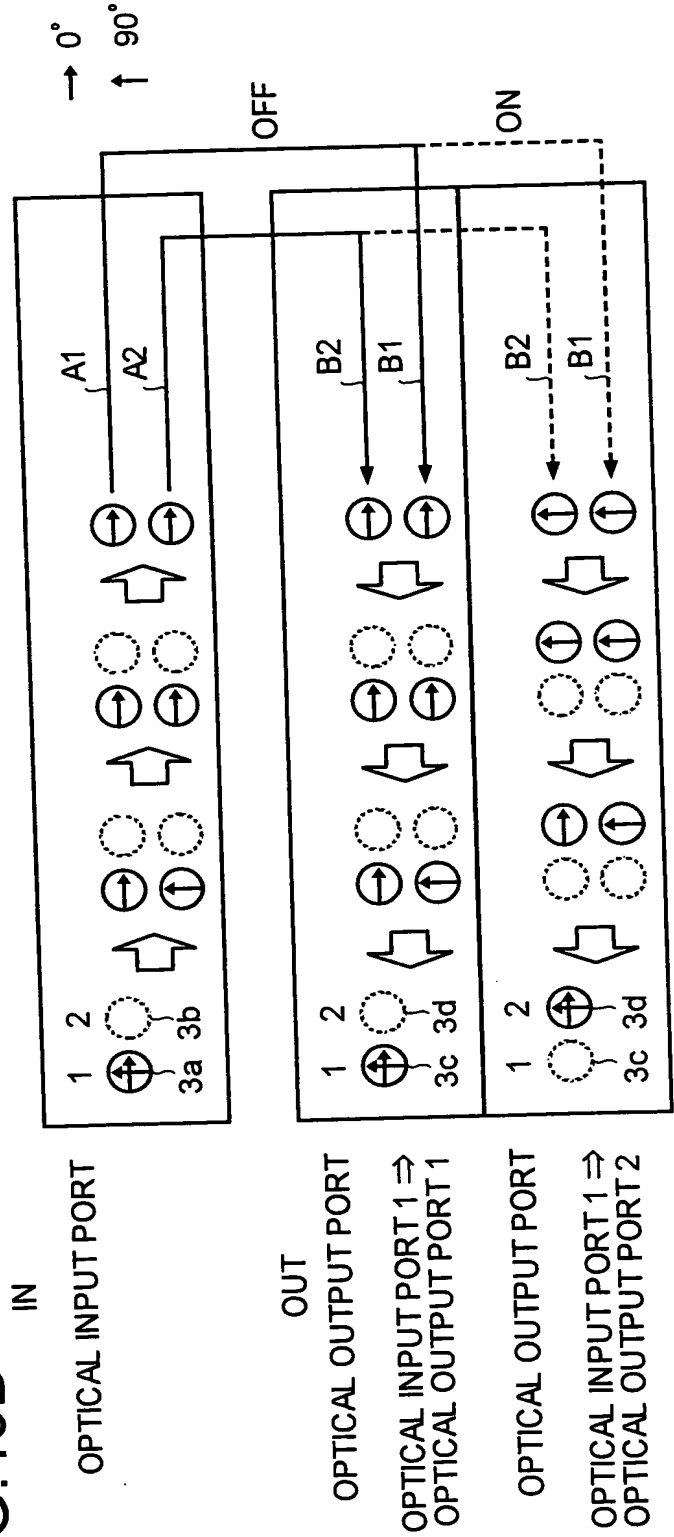 IN
OPTICAL INPUT PORT
1 2
3a 3b
A1
A2
→ 0°
↑ 90°
OFF
ON
OUT
OPTICAL OUTPUT PORT
1 2
3c 3d
B2
B1
OPTICAL INPUT PORT 1 ⇒
OPTICAL OUTPUT PORT 1
OPTICAL OUTPUT PORT
1 2
3c 3d
B2
B1
OPTICAL INPUT PORT 1 ⇒
OPTICAL OUTPUT PORT 2